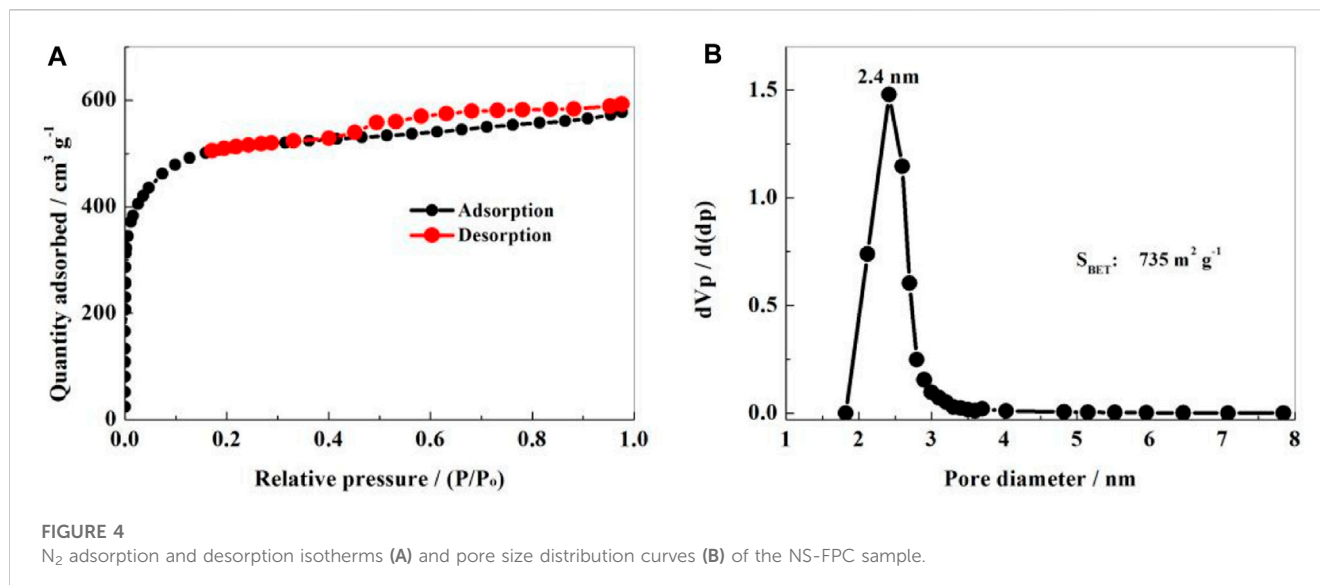 A
600
400
200
0
0.0 0.2 0.4 0.6 0.8 1.0
Quantity adsorbed / cm³ g⁻¹
Relative pressure / (P/P₀)
Adsorption
Desorption
B
2.4 nm
1.5
1.0
0.5
0.0
1 2 3 4 5 6 7 8
dVp / d(dp)
Pore diameter / nm
S_BET: 735 m² g⁻¹
FIGURE 4
N₂ adsorption and desorption isotherms (A) and pore size distribution curves (B) of the NS-FPC sample.